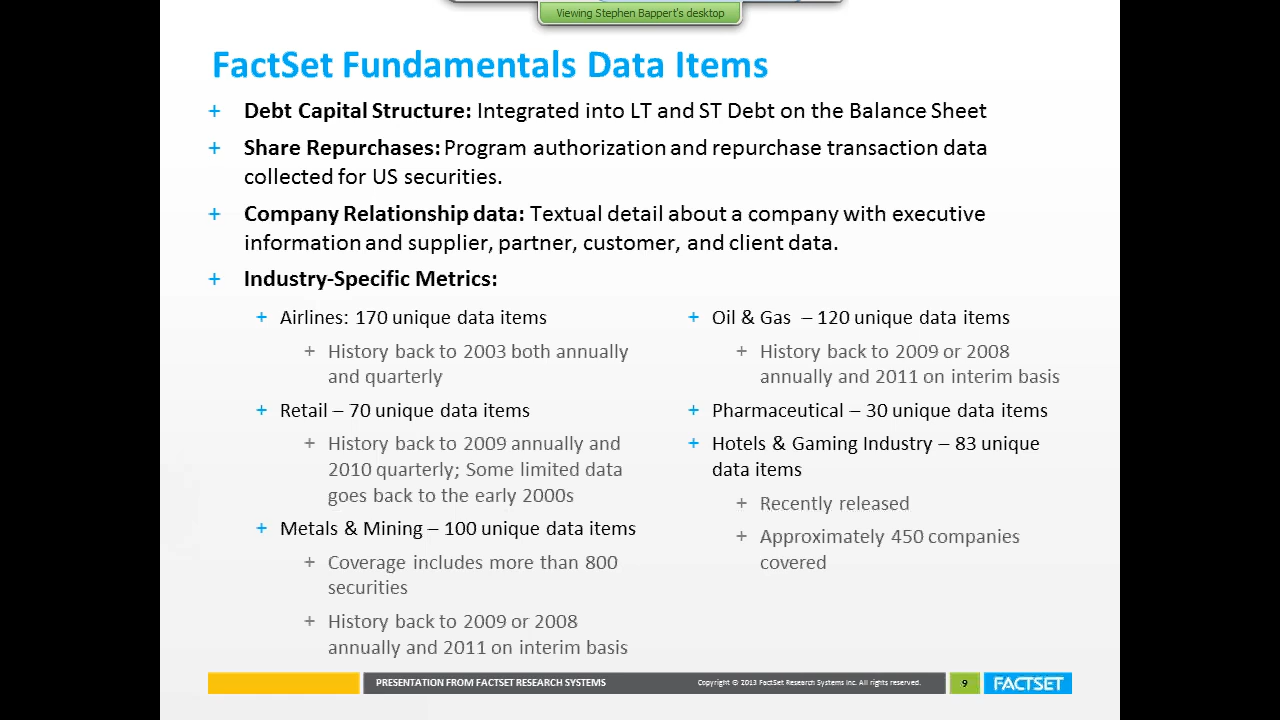 Viewing Stephen Bappert's desktop
FactSet Fundamentals Data Items
+ Debt Capital Structure: Integrated into LT and ST Debt on the Balance Sheet
+ Share Repurchases: Program authorization and repurchase transaction data
collected for US securities.
+ Company Relationship data: Textual detail about a company with executive
information and supplier, partner, customer, and client data.
+ Industry-Specific Metrics:
+ Airlines: 170 unique data items
+ History back to 2003 both annually
and quarterly
+ Retail – 70 unique data items
+ History back to 2009 annually and
2010 quarterly; Some limited data
goes back to the early 2000s
+ Metals & Mining – 100 unique data items
+ Coverage includes more than 800
securities
+ History back to 2009 or 2008
annually and 2011 on interim basis
+ Oil & Gas – 120 unique data items
+ History back to 2009 or 2008
annually and 2011 on interim basis
+ Pharmaceutical – 30 unique data items
+ Hotels & Gaming Industry – 83 unique
data items
+ Recently released
+ Approximately 450 companies
covered
PRESENTATION FROM FACTSET RESEARCH SYSTEMS
Copyright © 2013 FactSet Research Systems Inc. All rights reserved.
9
FACTSET